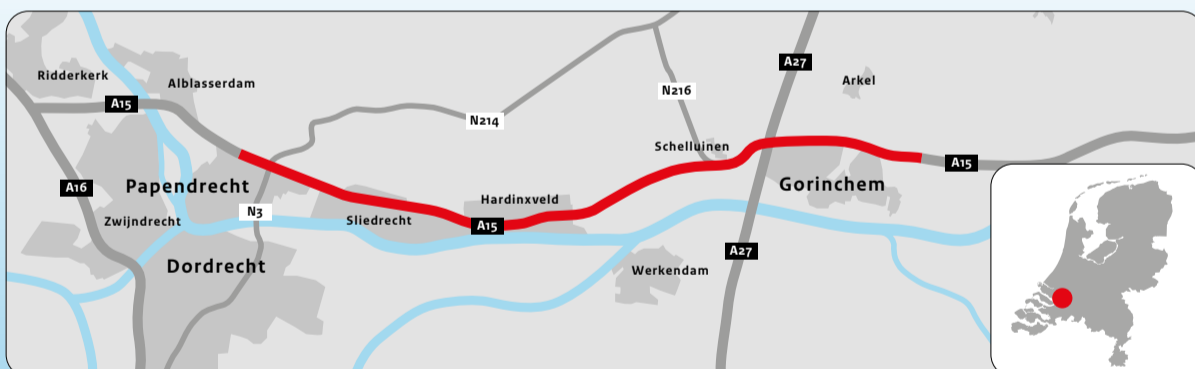 Ridderkerk
Alblasserdam
A15
A27
Arkel
N216
N214
Schelluinen
A15
A16
Papendrecht
Gorinchem
Zwijndrecht
N3
Sliedrecht
Hardinxveld
A15
Dordrecht
Werkendam
A27